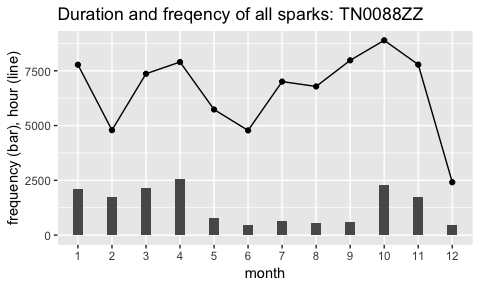 Duration and freqency of all sparks: TN0088ZZ
frequency (bar), hour (line)
7500
5000
2500
0
1 2 3 4 5 6 7 8 9 10 11 12
month